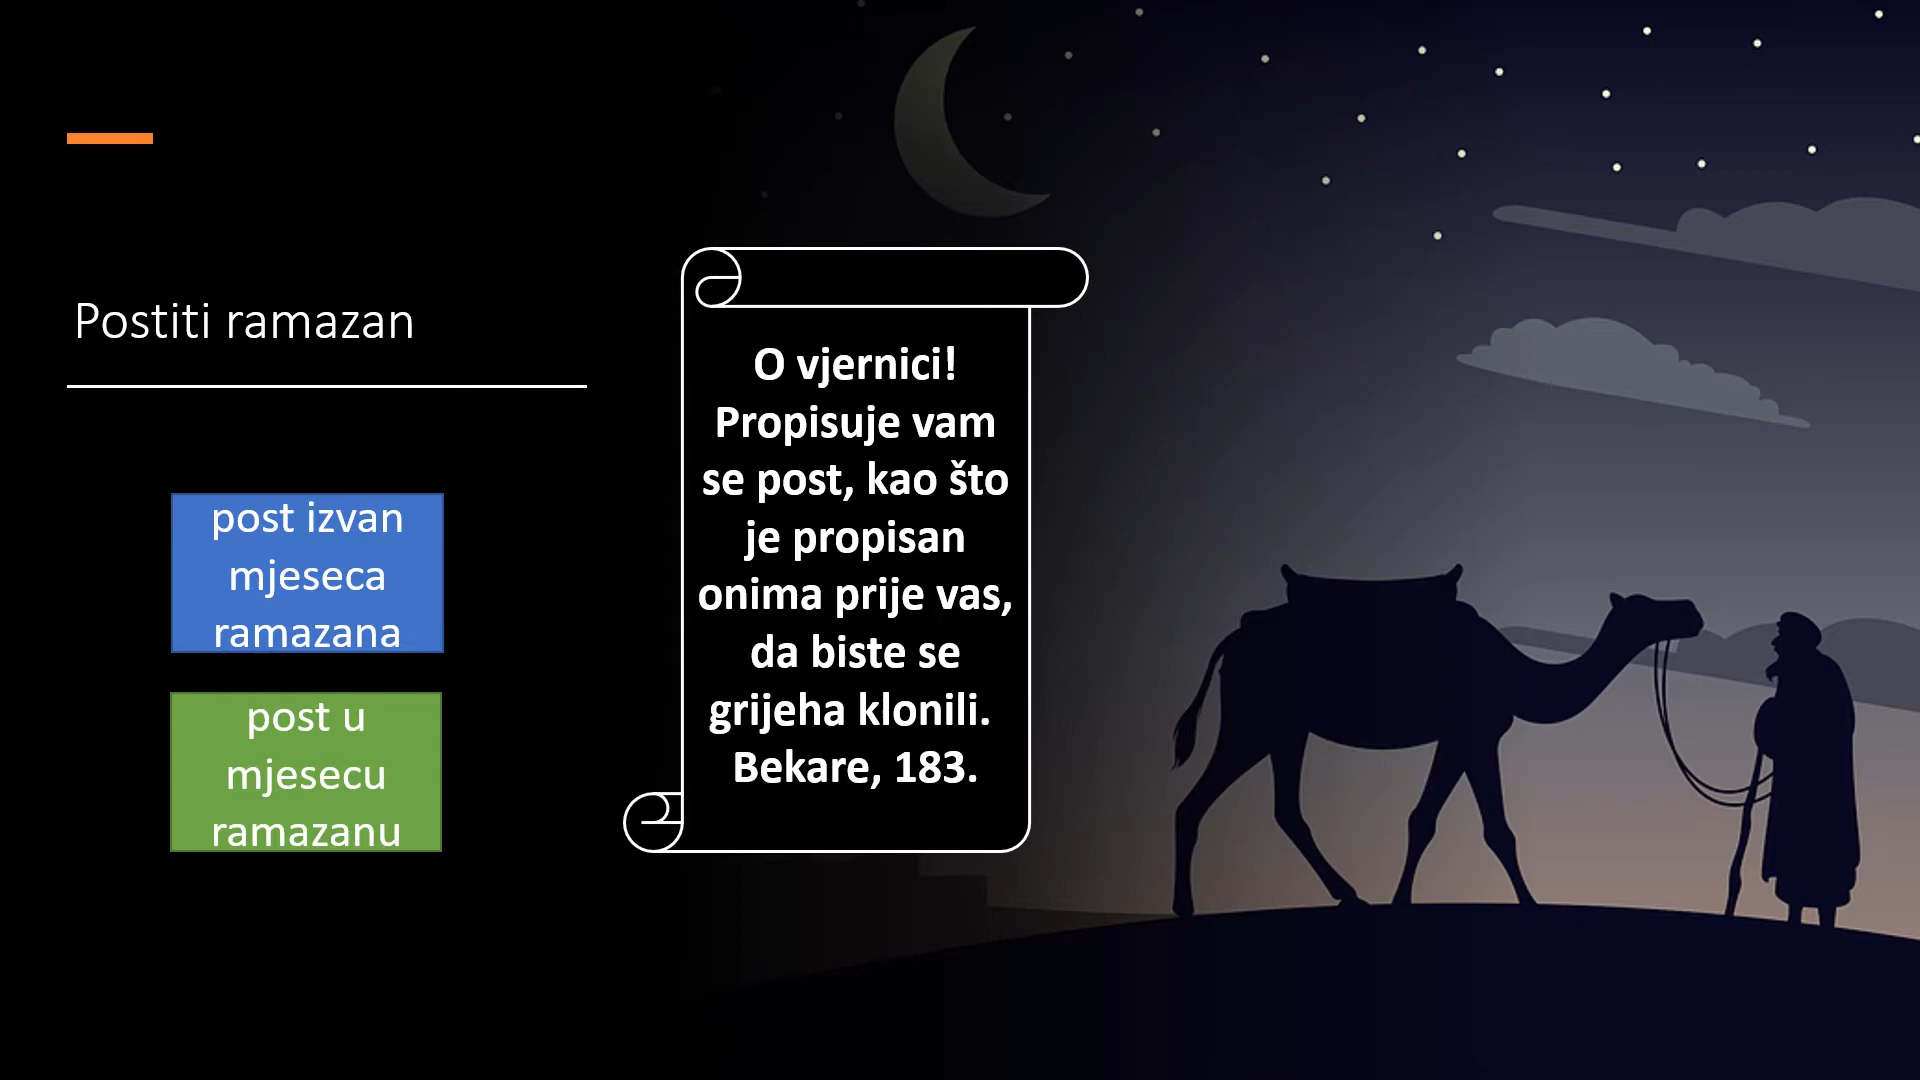 Postiti ramazan
post izvan
mjeseca
ramazana
post u
mjesecu
ramazanu
O vjernici!
Propisuje vam
se post, kao što
je propisan
onima prije vas,
da biste se
grijeha klonili.
Bekare, 183.